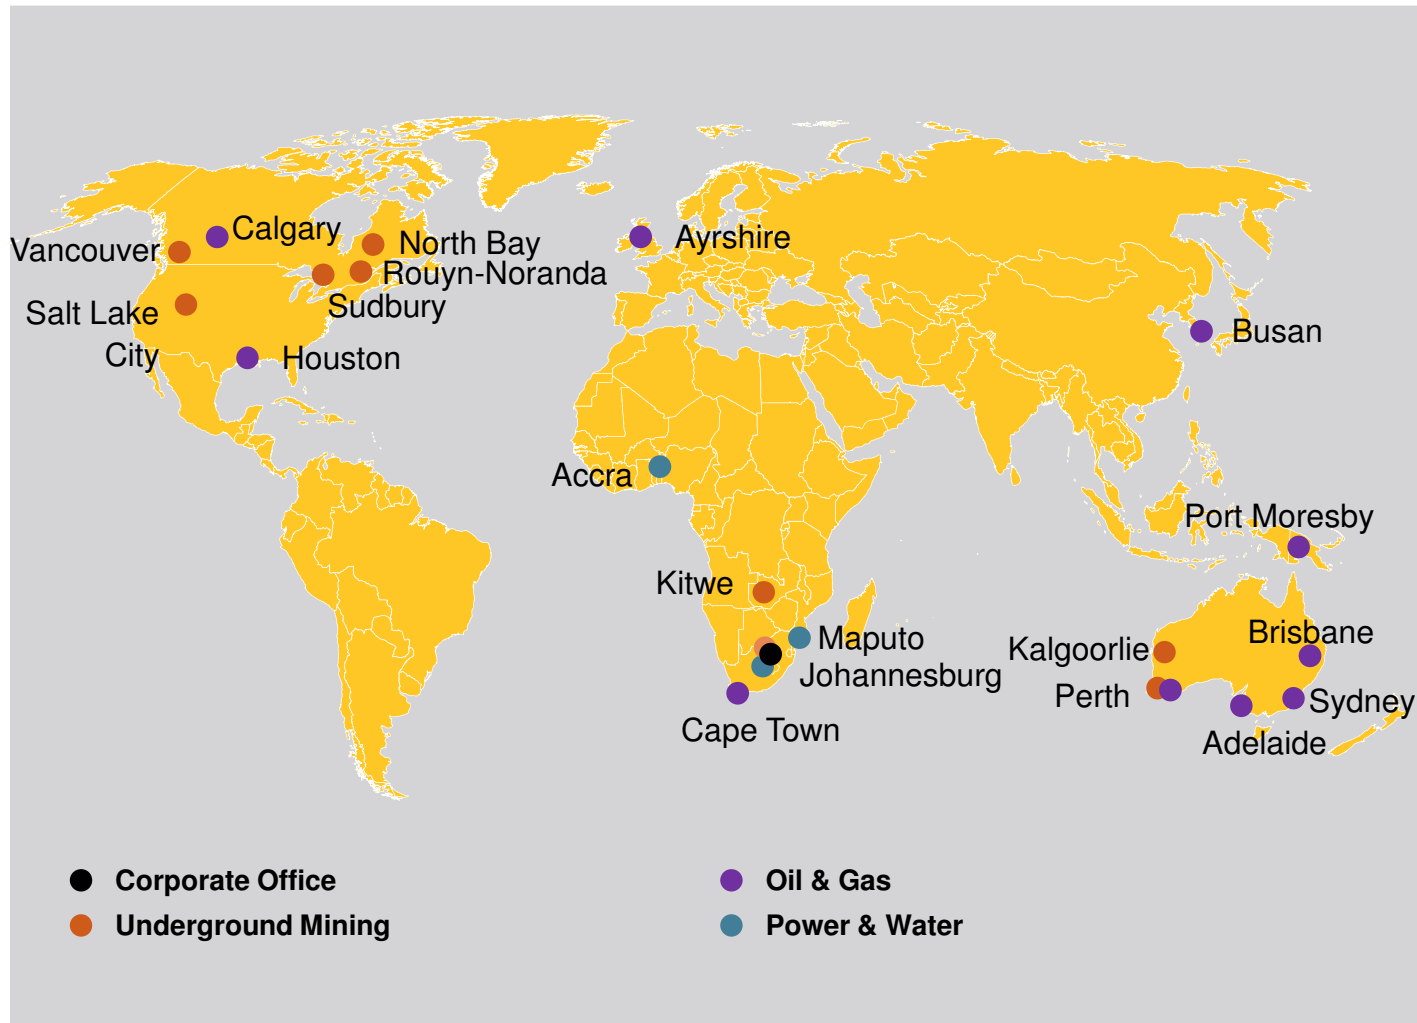 Calgary
Vancouver
North Bay
Rouyn-Noranda
Sudbury
Salt Lake
City
Houston
Ayrshire
Busan
Accra
Port Moresby
Kitwe
Maputo
Johannesburg
Cape Town
Kalgoorlie
Brisbane
Perth
Sydney
Adelaide
Corporate Office
Underground Mining
Oil & Gas
Power & Water